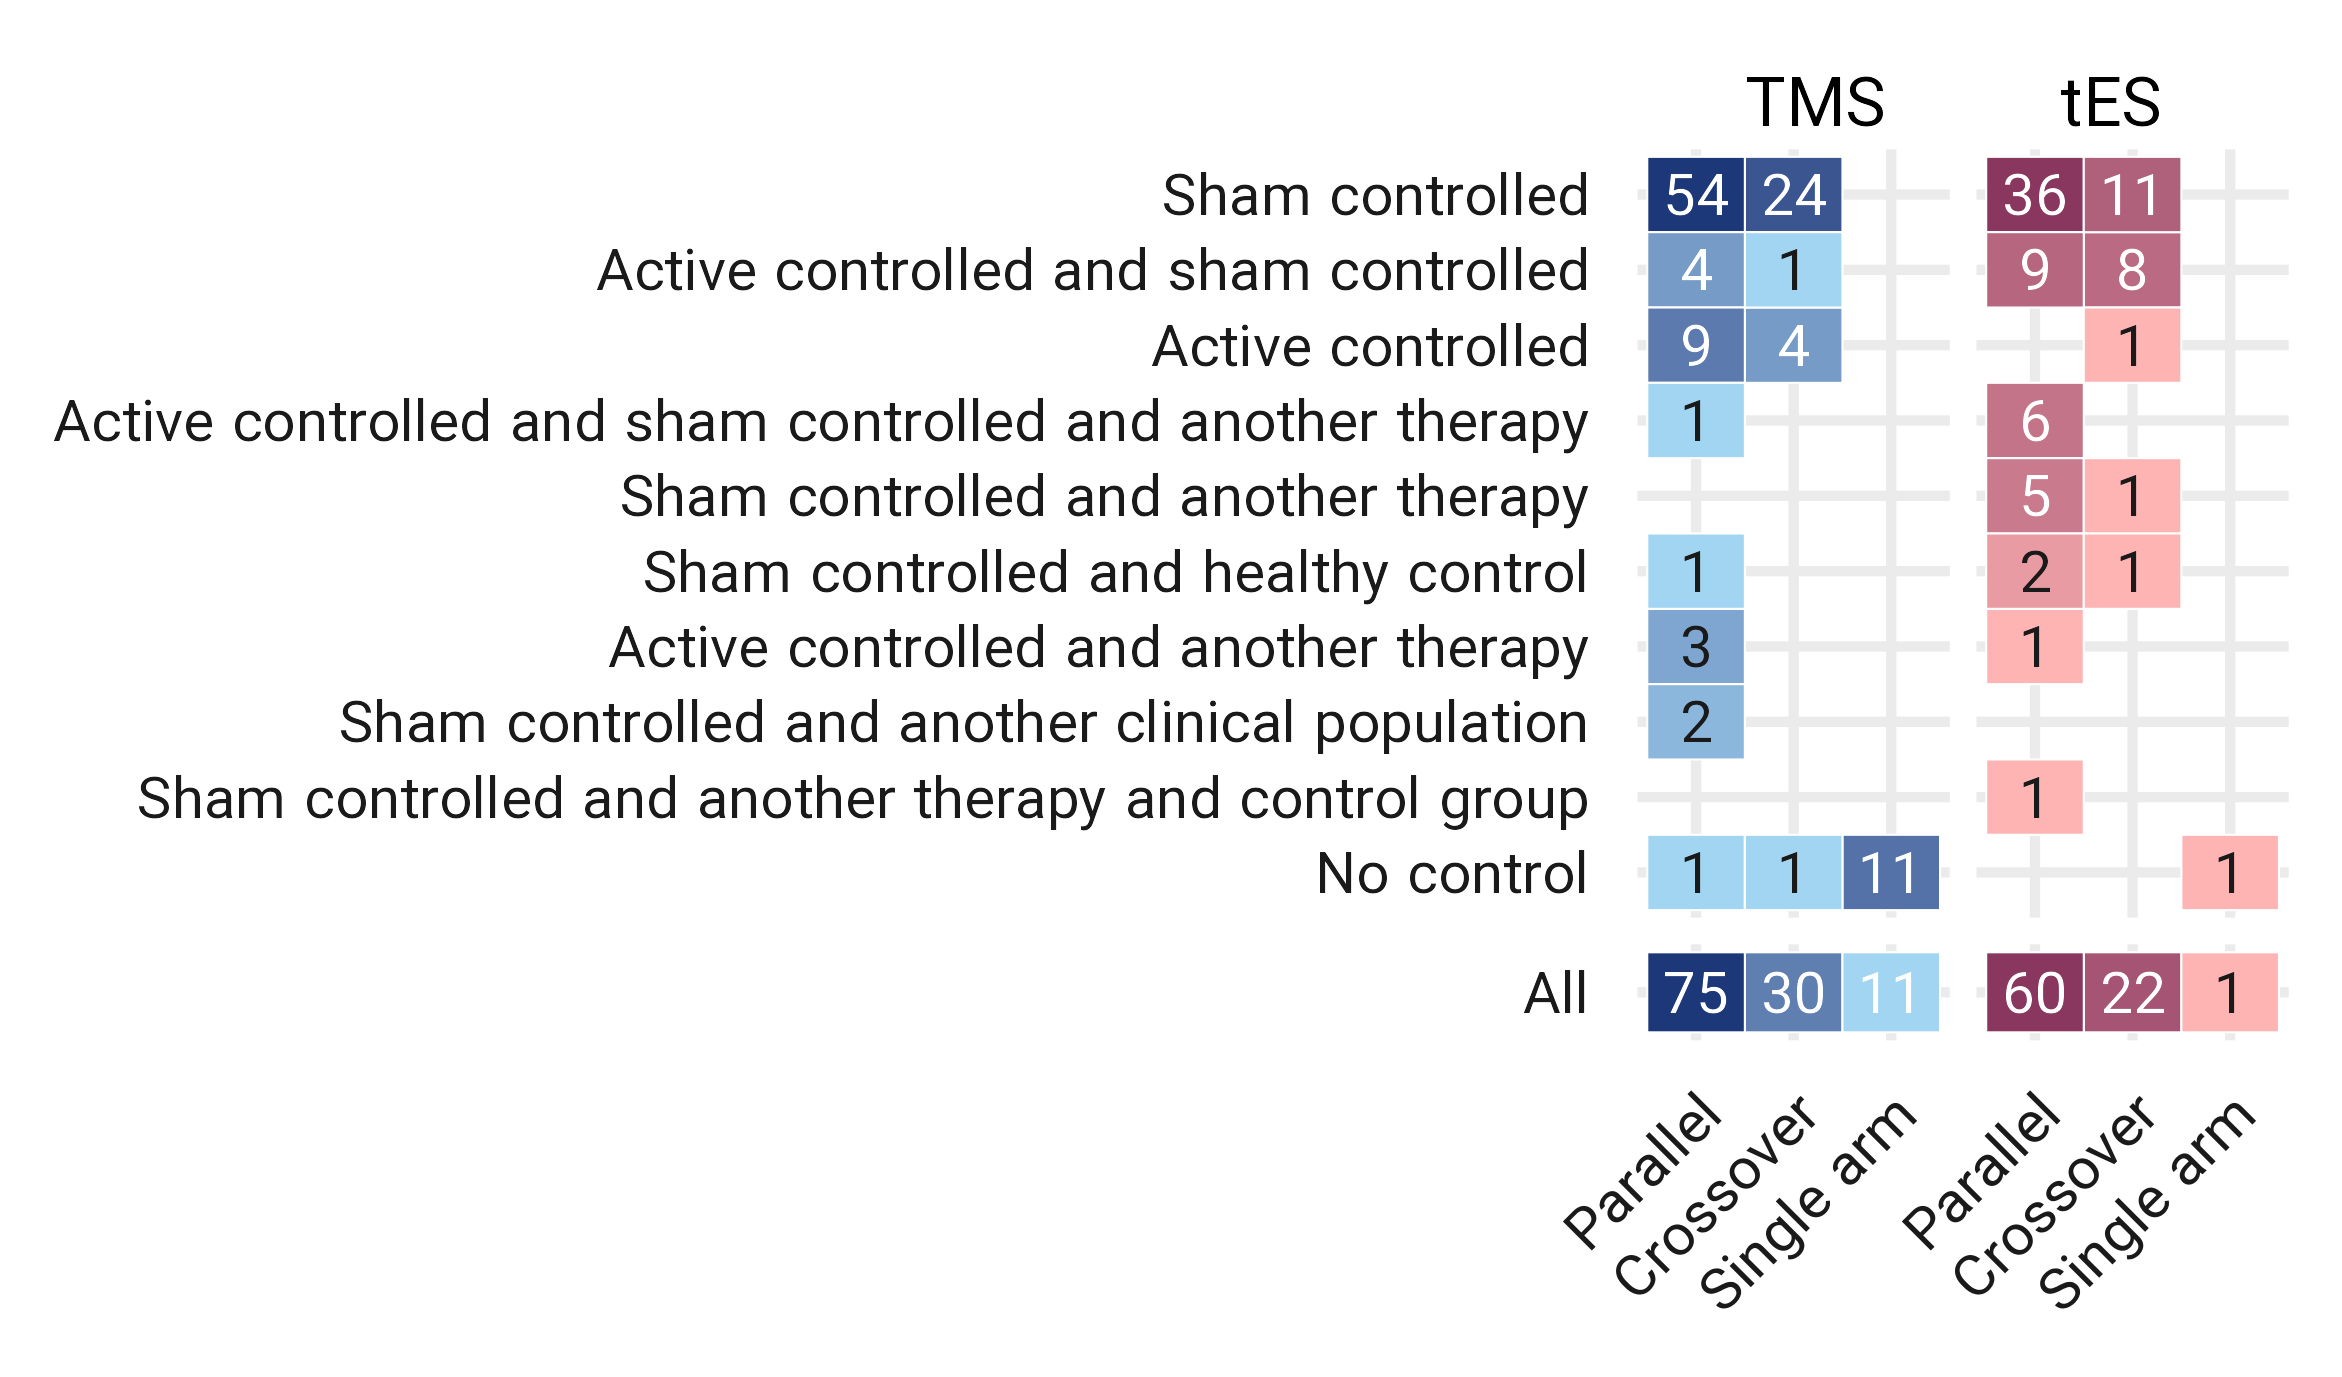 TMS tES
Sham controlled 54 24 36 11
Active controlled and sham controlled 4 1 9 8
Active controlled 9 4 1
Active controlled and sham controlled and another therapy 1 6
Sham controlled and another therapy 5 1
Sham controlled and healthy control 1 2 1
Active controlled and another therapy 3 1
Sham controlled and another clinical population 2
Sham controlled and another therapy and control group 1
No control 1 1 11 1
All 75 30 11 60 22 1
Parallel
Crossover
Single arm
Parallel
Crossover
Single arm